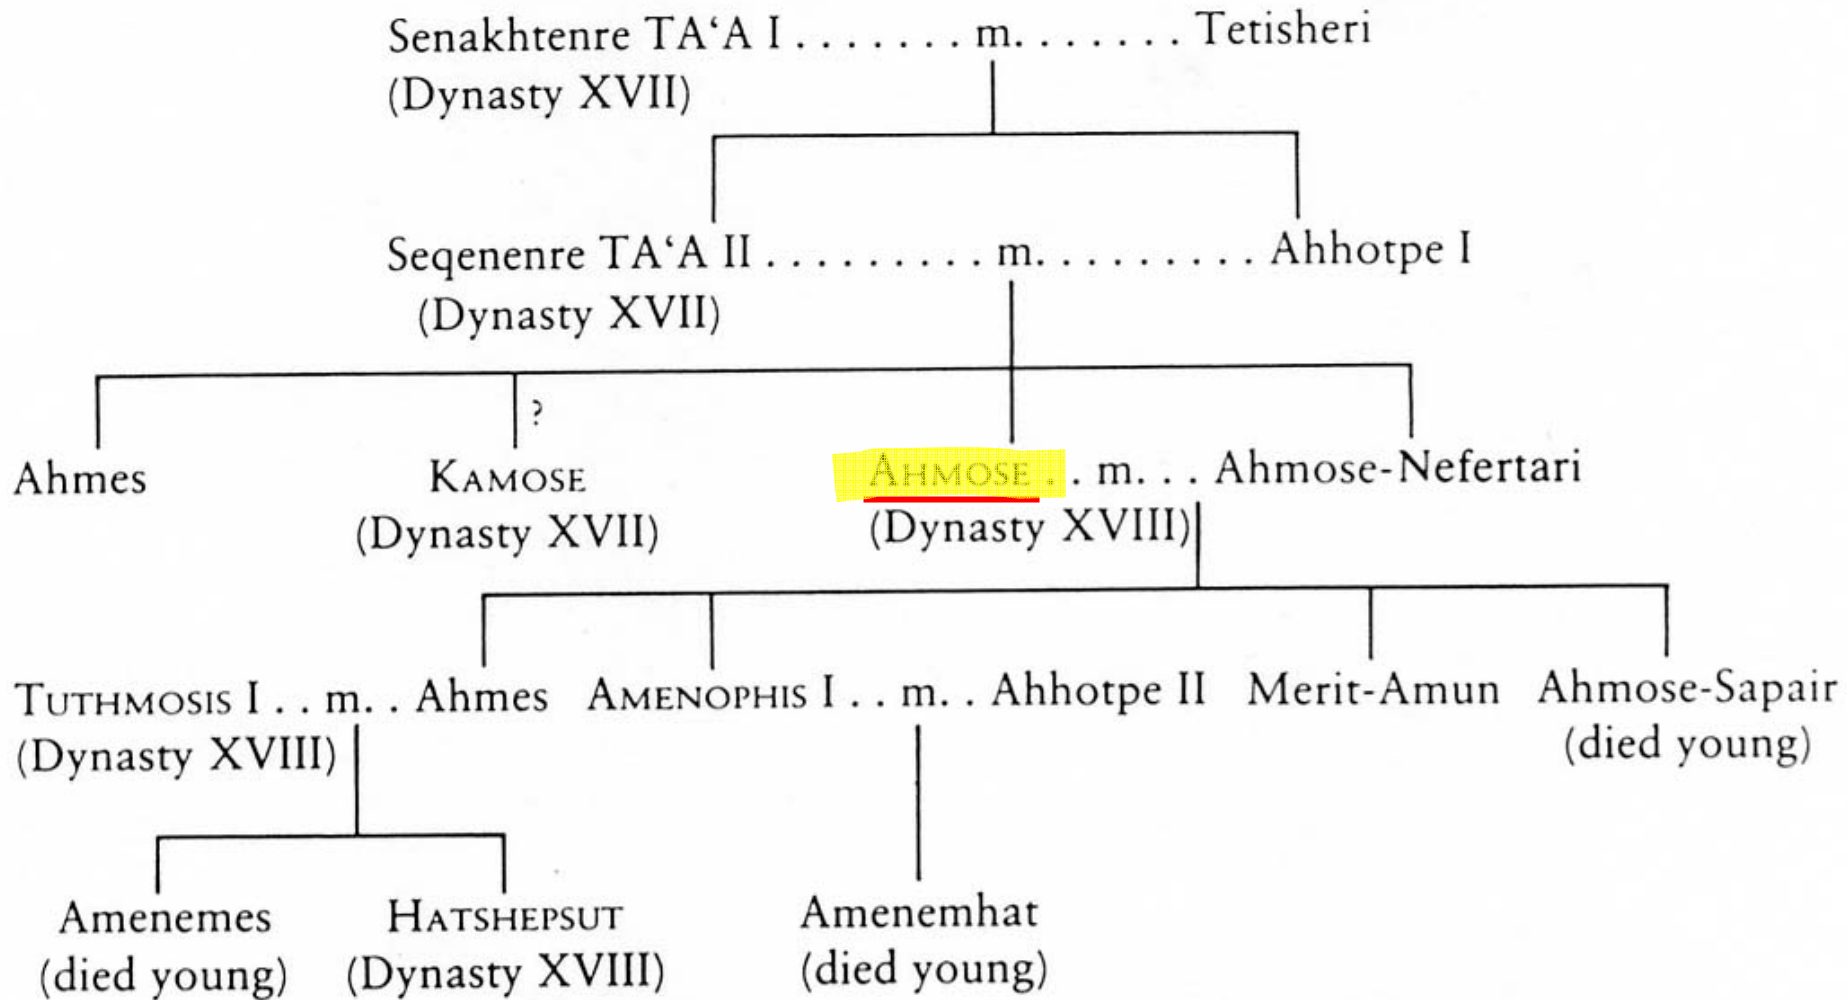 Senakhtenre TA‘A I . . . . . . . m. . . . . . . Tetisheri
(Dynasty XVII)
Seqenenre TA‘A II . . . . . . . . . m. . . . . . . . . . Ahhotpe I
(Dynasty XVII)
?
Ahmes KAMOSE AHMOSE . . m. . . Ahmose-Nefertari
(Dynasty XVII) (Dynasty XVIII)
TUTHMOSIS I . . m. . Ahmes AMENOPHIS I . . m. . Ahhotpe II Merit-Amun Ahmose-Sapair
(Dynasty XVIII) (died young)
Amenemes HATSHEPSUT Amenemhat
(died young) (Dynasty XVIII) (died young)